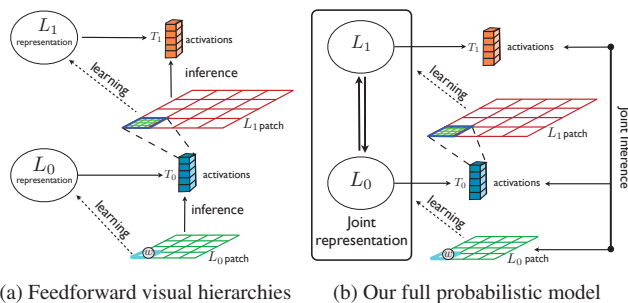 L₁
representation
T₁
activations
learning
inference
L₁ patch
L₀
representation
T₀
activations
learning
inference
w
L₀ patch
(a) Feedforward visual hierarchies
L₁
T₁
activations
learning
L₁ patch
L₀
T₀
activations
Joint
representation
learning
w
L₀ patch
Joint Inference
(b) Our full probabilistic model